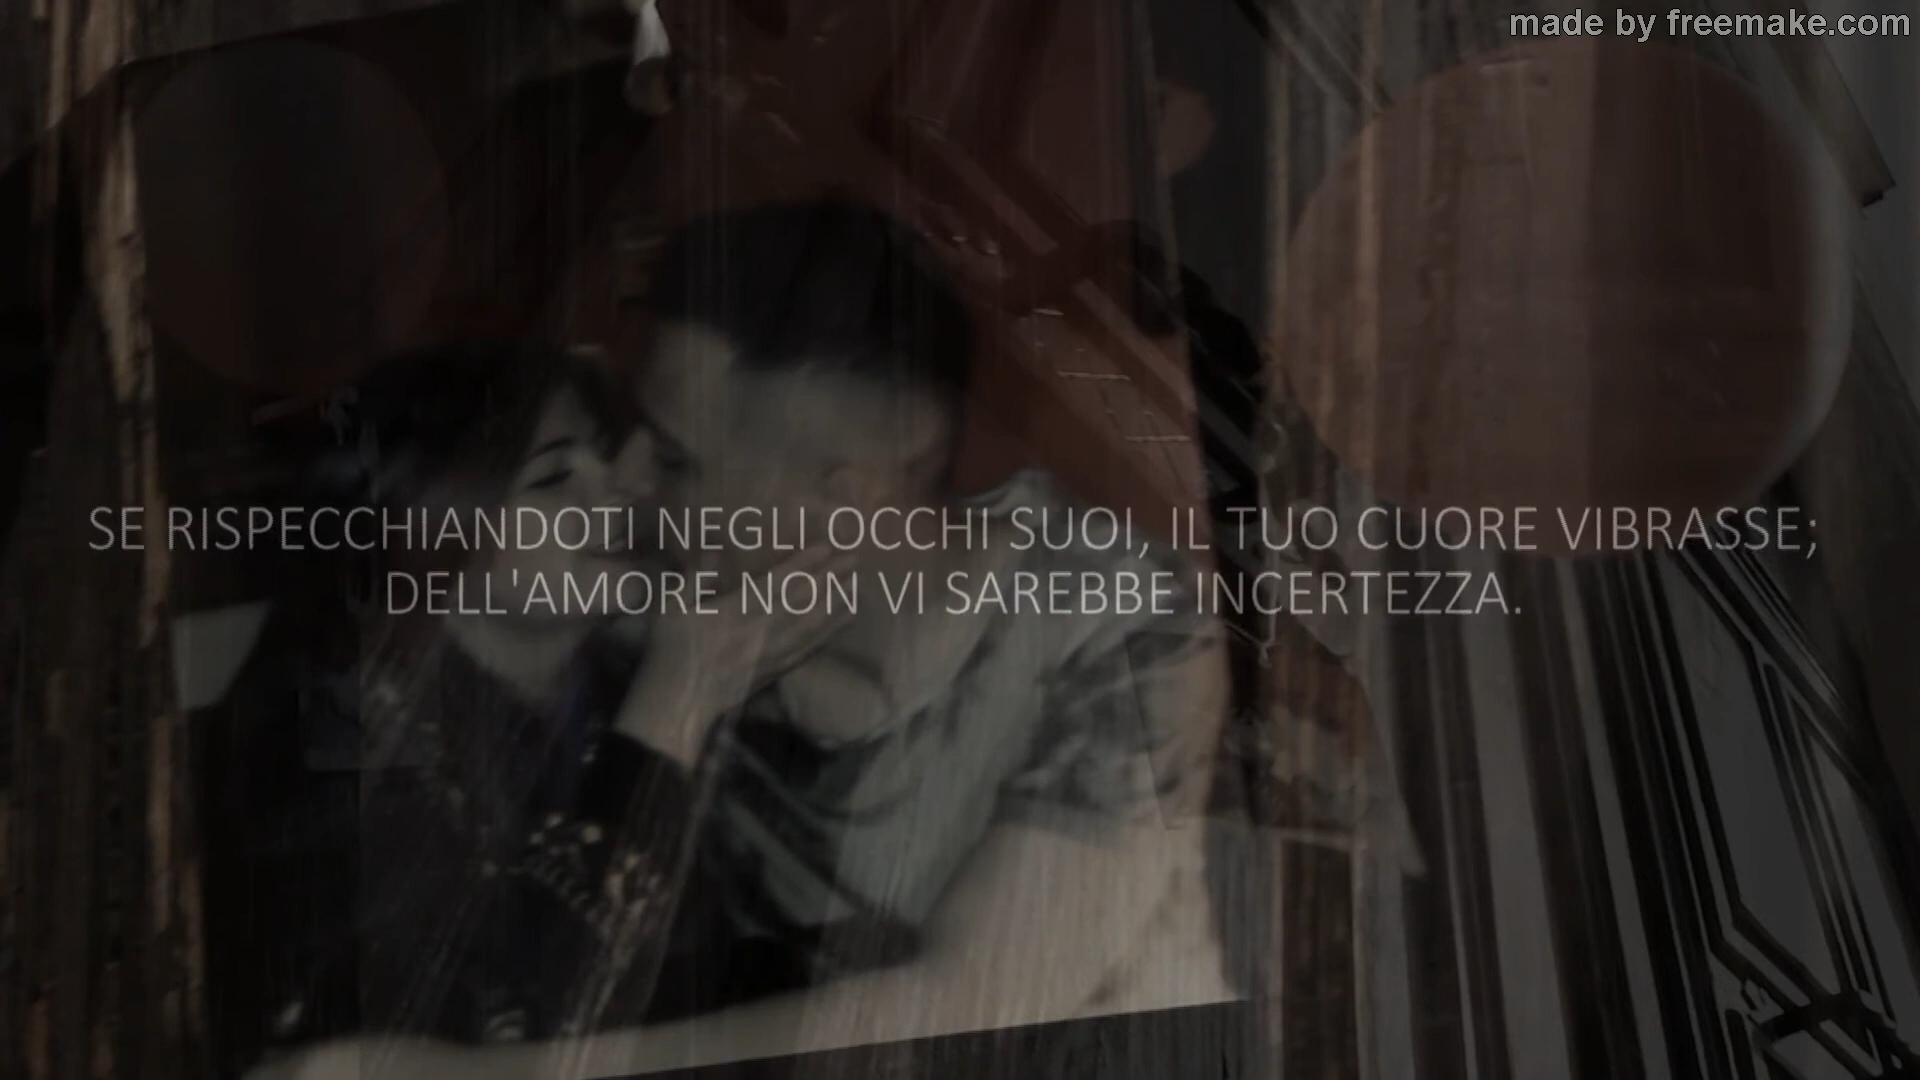 made by freemake.com
SE RISPECCHIANDOTI NEGLI OCCHI SUOI, IL TUO CUORE VIBRASSE;
DELL'AMORE NON VI SAREBBE INCERTEZZA.